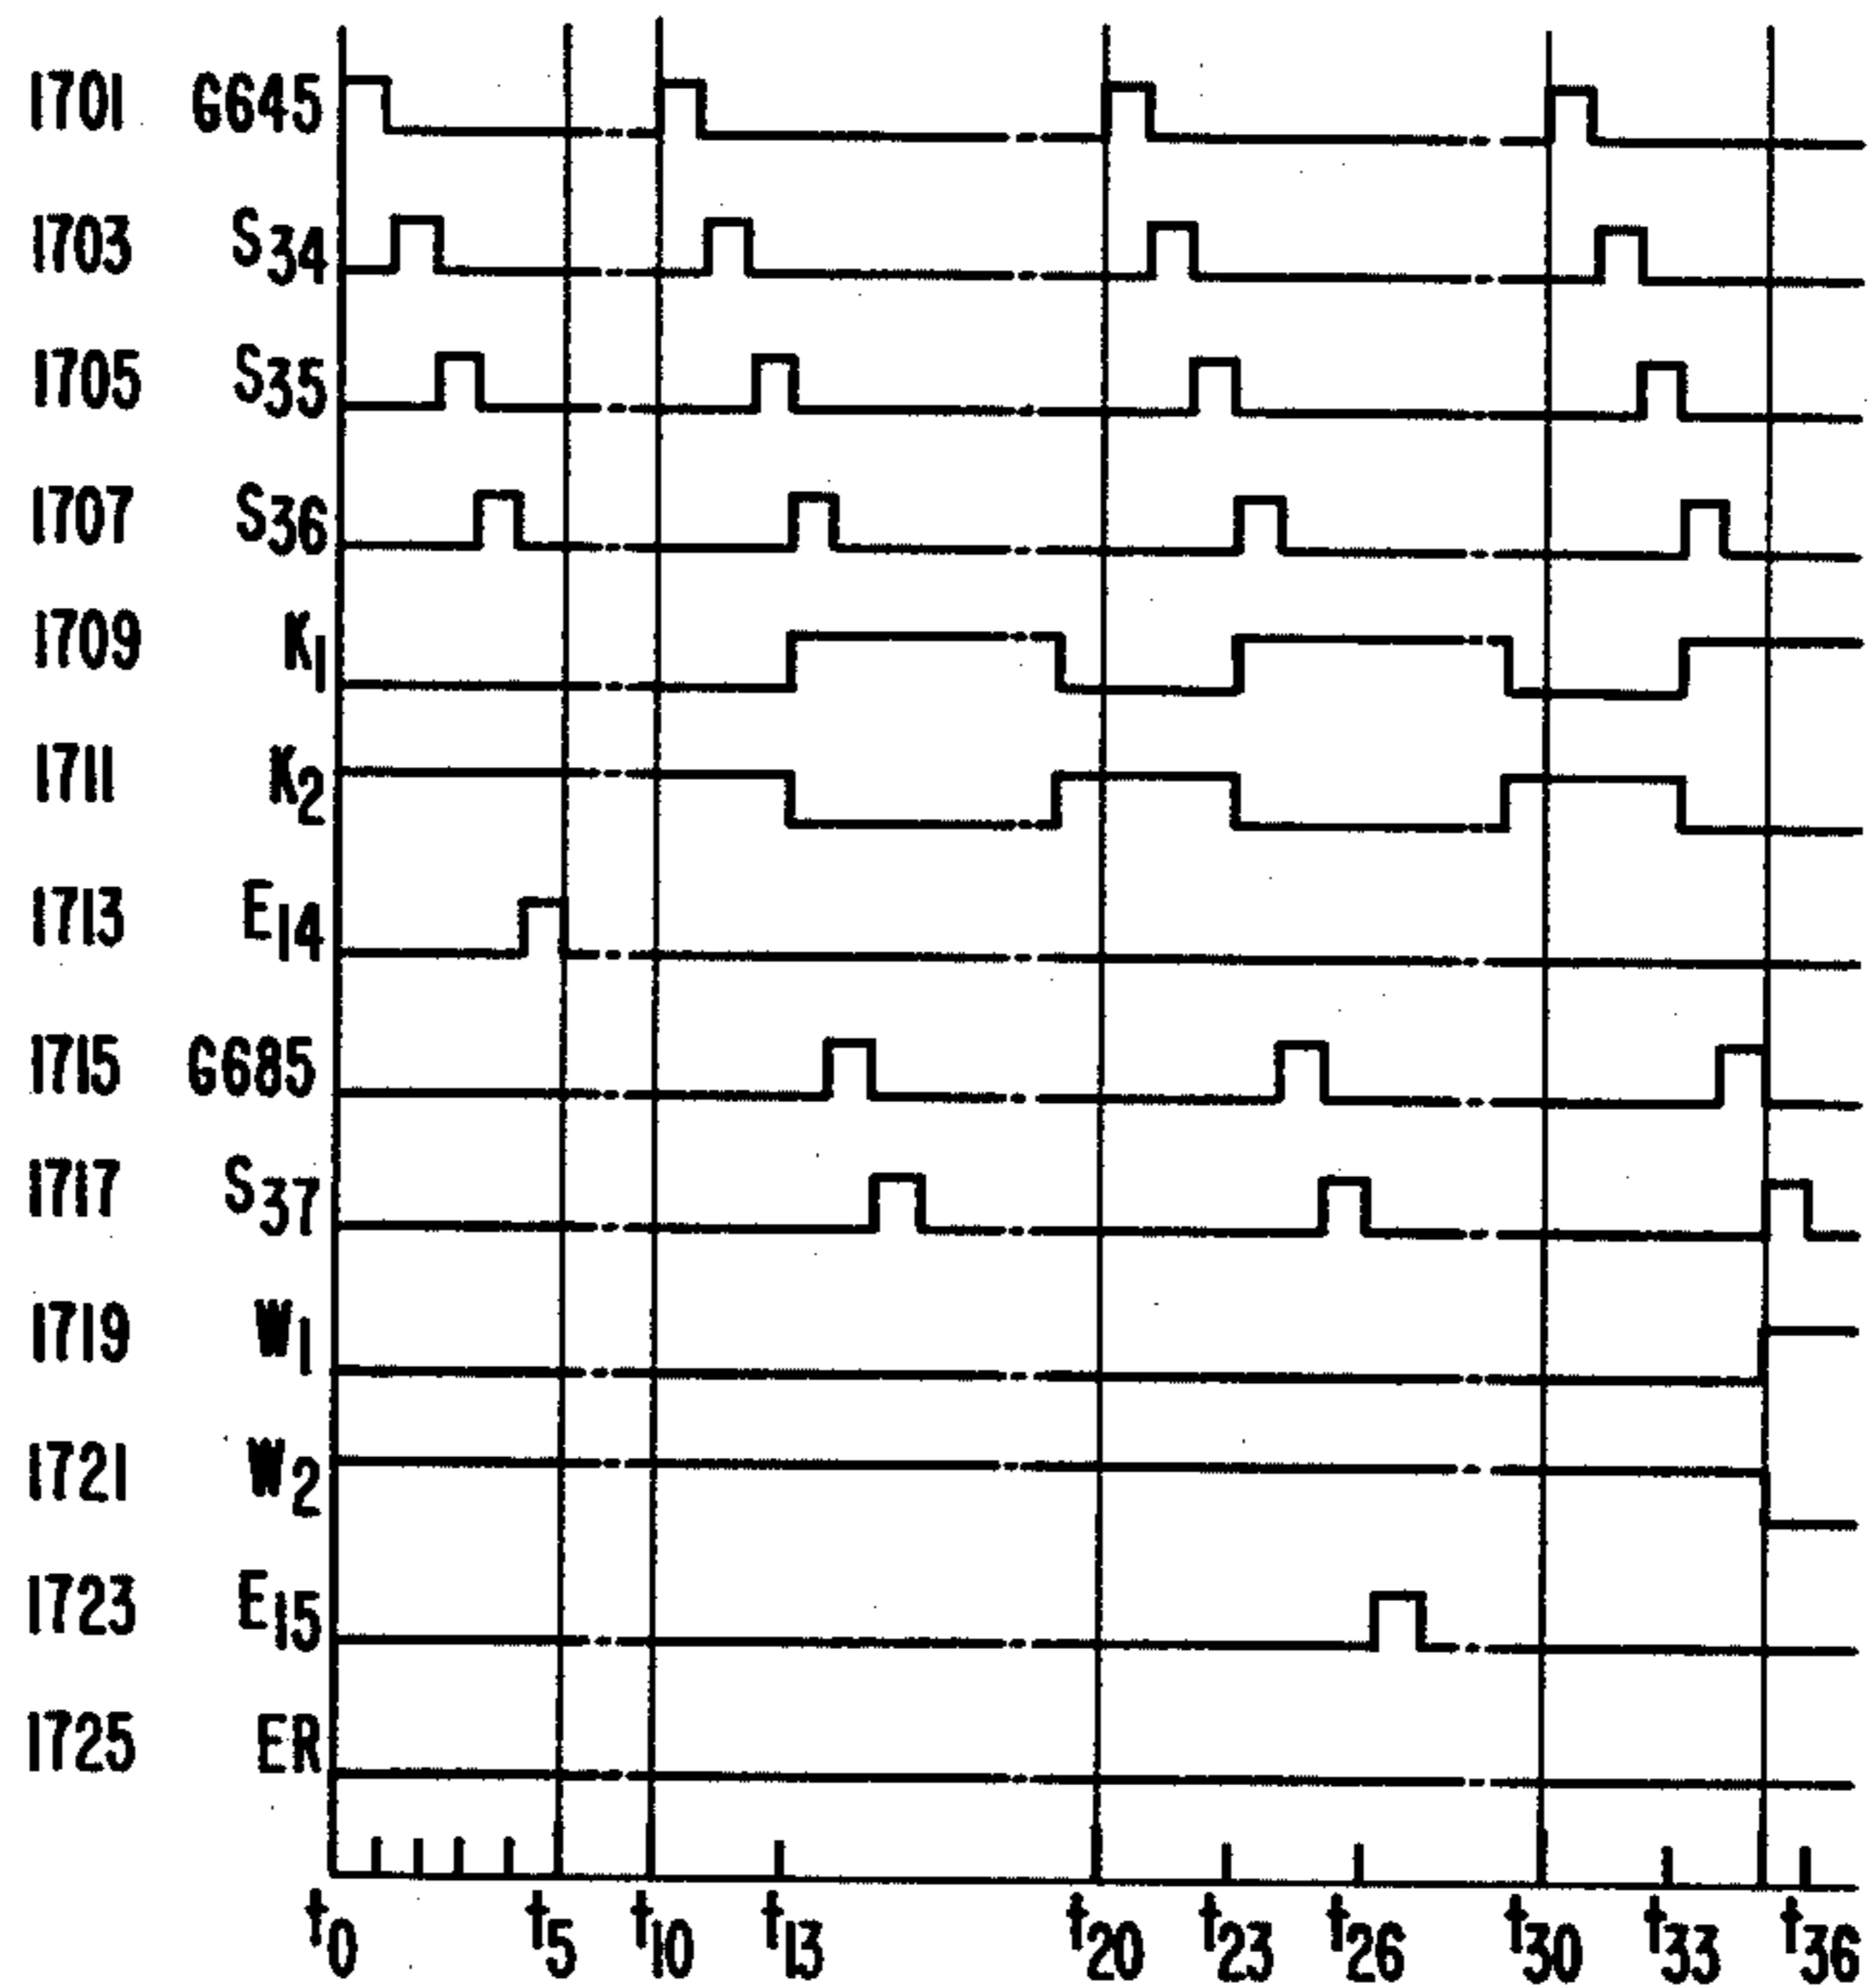 1701 G645
1703 S34
1705 S35
1707 S36
1709 K1
1711 K2
1713 E14
1715 G685
1717 S37
1719 W1
1721 W2
1723 E15
1725 ER
t0 t5 t10 t13 t20 t23 t26 t30 t33 t36